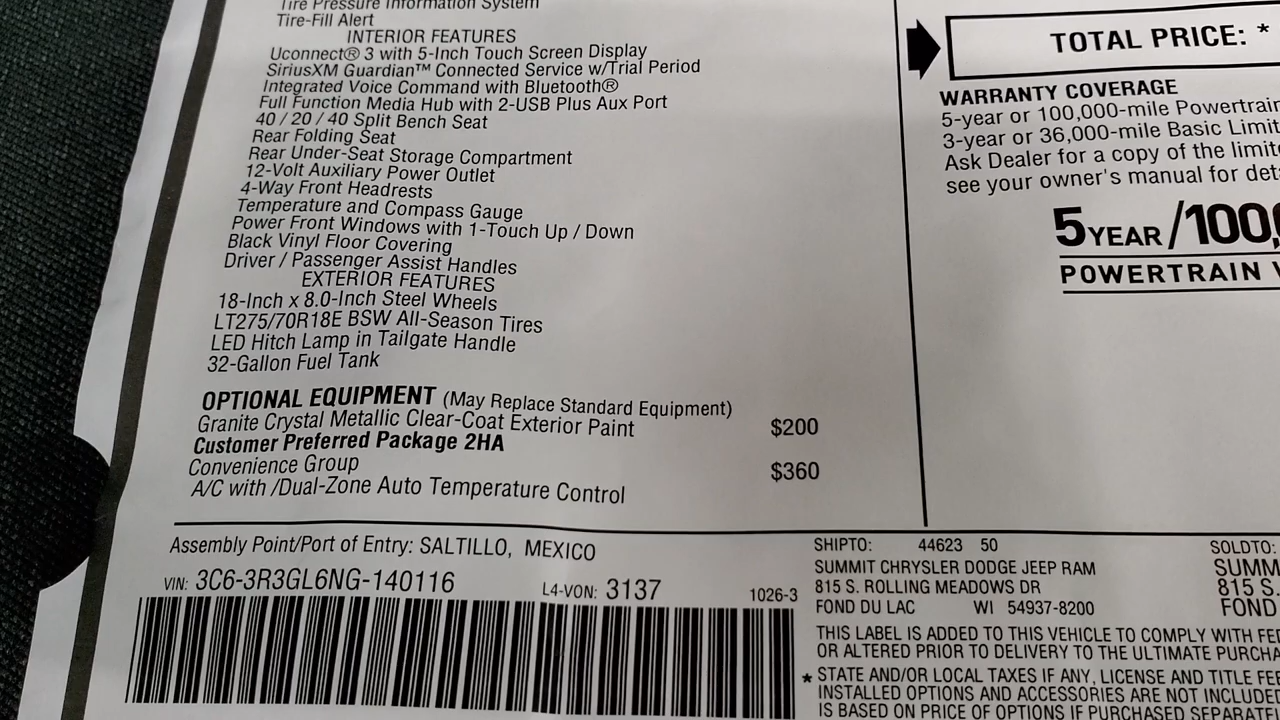 Tire Pressure Information System
Tire-Fill Alert
INTERIOR FEATURES
Uconnect® 3 with 5-Inch Touch Screen Display
SiriusXM Guardian™ Connected Service w/Trial Period
Integrated Voice Command with Bluetooth®
Full Function Media Hub with 2-USB Plus Aux Port
40 / 20 / 40 Split Bench Seat
Rear Folding Seat
Rear Under-Seat Storage Compartment
12-Volt Auxiliary Power Outlet
4-Way Front Headrests
Temperature and Compass Gauge
Power Front Windows with 1-Touch Up / Down
Black Vinyl Floor Covering
Driver / Passenger Assist Handles
EXTERIOR FEATURES
18-Inch x 8.0-Inch Steel Wheels
LT275/70R18E BSW All-Season Tires
LED Hitch Lamp in Tailgate Handle
32-Gallon Fuel Tank
OPTIONAL EQUIPMENT (May Replace Standard Equipment)
Granite Crystal Metallic Clear-Coat Exterior Paint $200
Customer Preferred Package 2HA
Convenience Group $360
A/C with /Dual-Zone Auto Temperature Control
TOTAL PRICE: *
WARRANTY COVERAGE
5-year or 100,000-mile Powertrain
3-year or 36,000-mile Basic Limit
Ask Dealer for a copy of the limite
see your owner's manual for det
5 YEAR /100,
POWERTRAIN
Assembly Point/Port of Entry: SALTILLO, MEXICO
VIN: 3C6-3R3GL6NG-140116 L4-VON: 3137 1026-3
SHIPTO: 44623 50
SUMMIT CHRYSLER DODGE JEEP RAM
815 S. ROLLING MEADOWS DR
FOND DU LAC WI 54937-8200
SOLDTO:
SUMM
815 S.
FOND
THIS LABEL IS ADDED TO THIS VEHICLE TO COMPLY WITH FE
OR ALTERED PRIOR TO DELIVERY TO THE ULTIMATE PURCHA
* STATE AND/OR LOCAL TAXES IF ANY, LICENSE AND TITLE FEE
INSTALLED OPTIONS AND ACCESSORIES ARE NOT INCLUDE
IS BASED ON PRICE OF OPTIONS IF PURCHASED SEPARATE